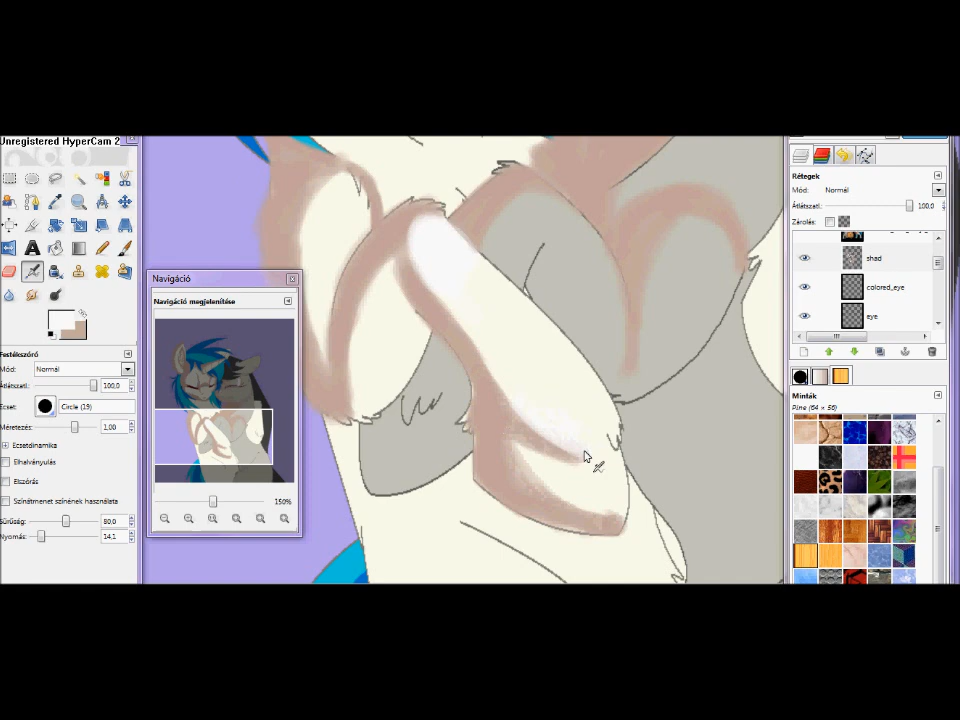 Unregistered HyperCam 2
Navigáció
Navigáció megjelenítése
150%
Festékszóró
Mód:
Normál
Átlátszatl.:
100,0
Ecset:
Circle (19)
Méretezés:
1,00
Ecsetdinamika
Elhalványulás
Elszórás
Színátmenet színének használata
Sűrűség:
80,0
Nyomás:
14,1
Rétegek
Mód:
Normál
Átlátszatl.:
100,0
Zárolás:
shad
colored_eye
eye
Minták
Pine (64 × 56)